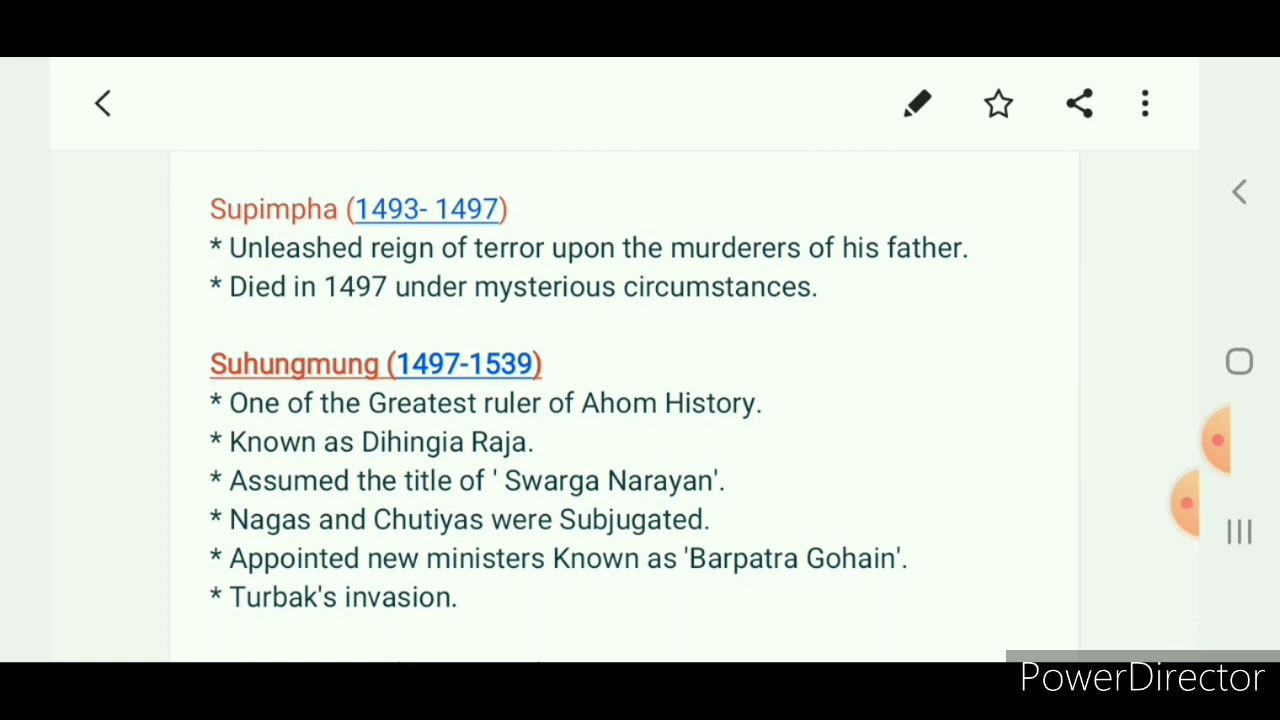 Supimpha (1493- 1497)
* Unleashed reign of terror upon the murderers of his father.
* Died in 1497 under mysterious circumstances.
Suhungmung (1497-1539)
* One of the Greatest ruler of Ahom History.
* Known as Dihingia Raja.
* Assumed the title of ' Swarga Narayan'.
* Nagas and Chutiyas were Subjugated.
* Appointed new ministers Known as 'Barpatra Gohain'.
* Turbak's invasion.
PowerDirector